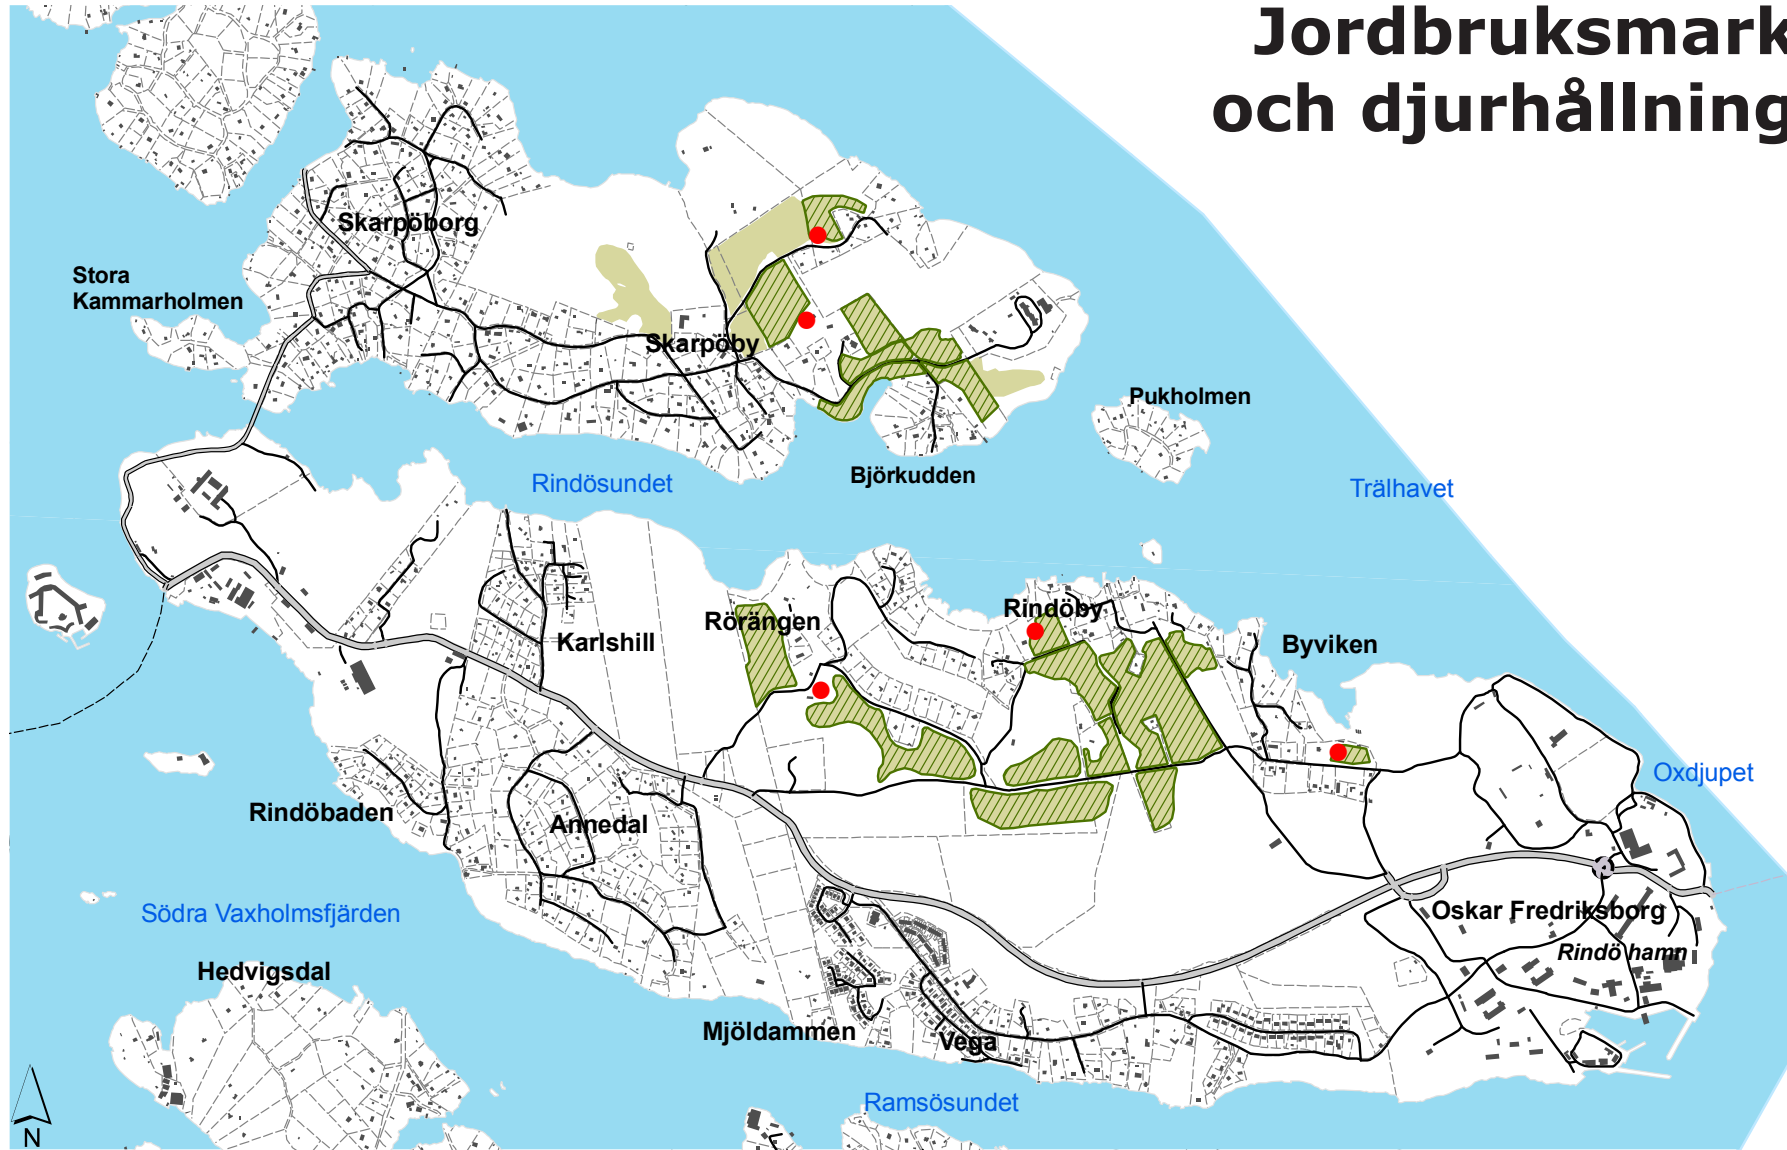 Jordbruksmark
och djurhållning
Skarpöborg
Stora
Kammarholmen
Skarpöby
Pukholmen
Björkudden
Rindösundet
Trälhavet
Rindöby
Rörängen
Karlshill
Byviken
Oxdjupet
Rindöbaden
Annedal
Södra Vaxholmsfjärden
Oskar Fredriksborg
Rindö hamn
Hedvigsdal
Mjöldammen
Vega
Ramsösundet
N